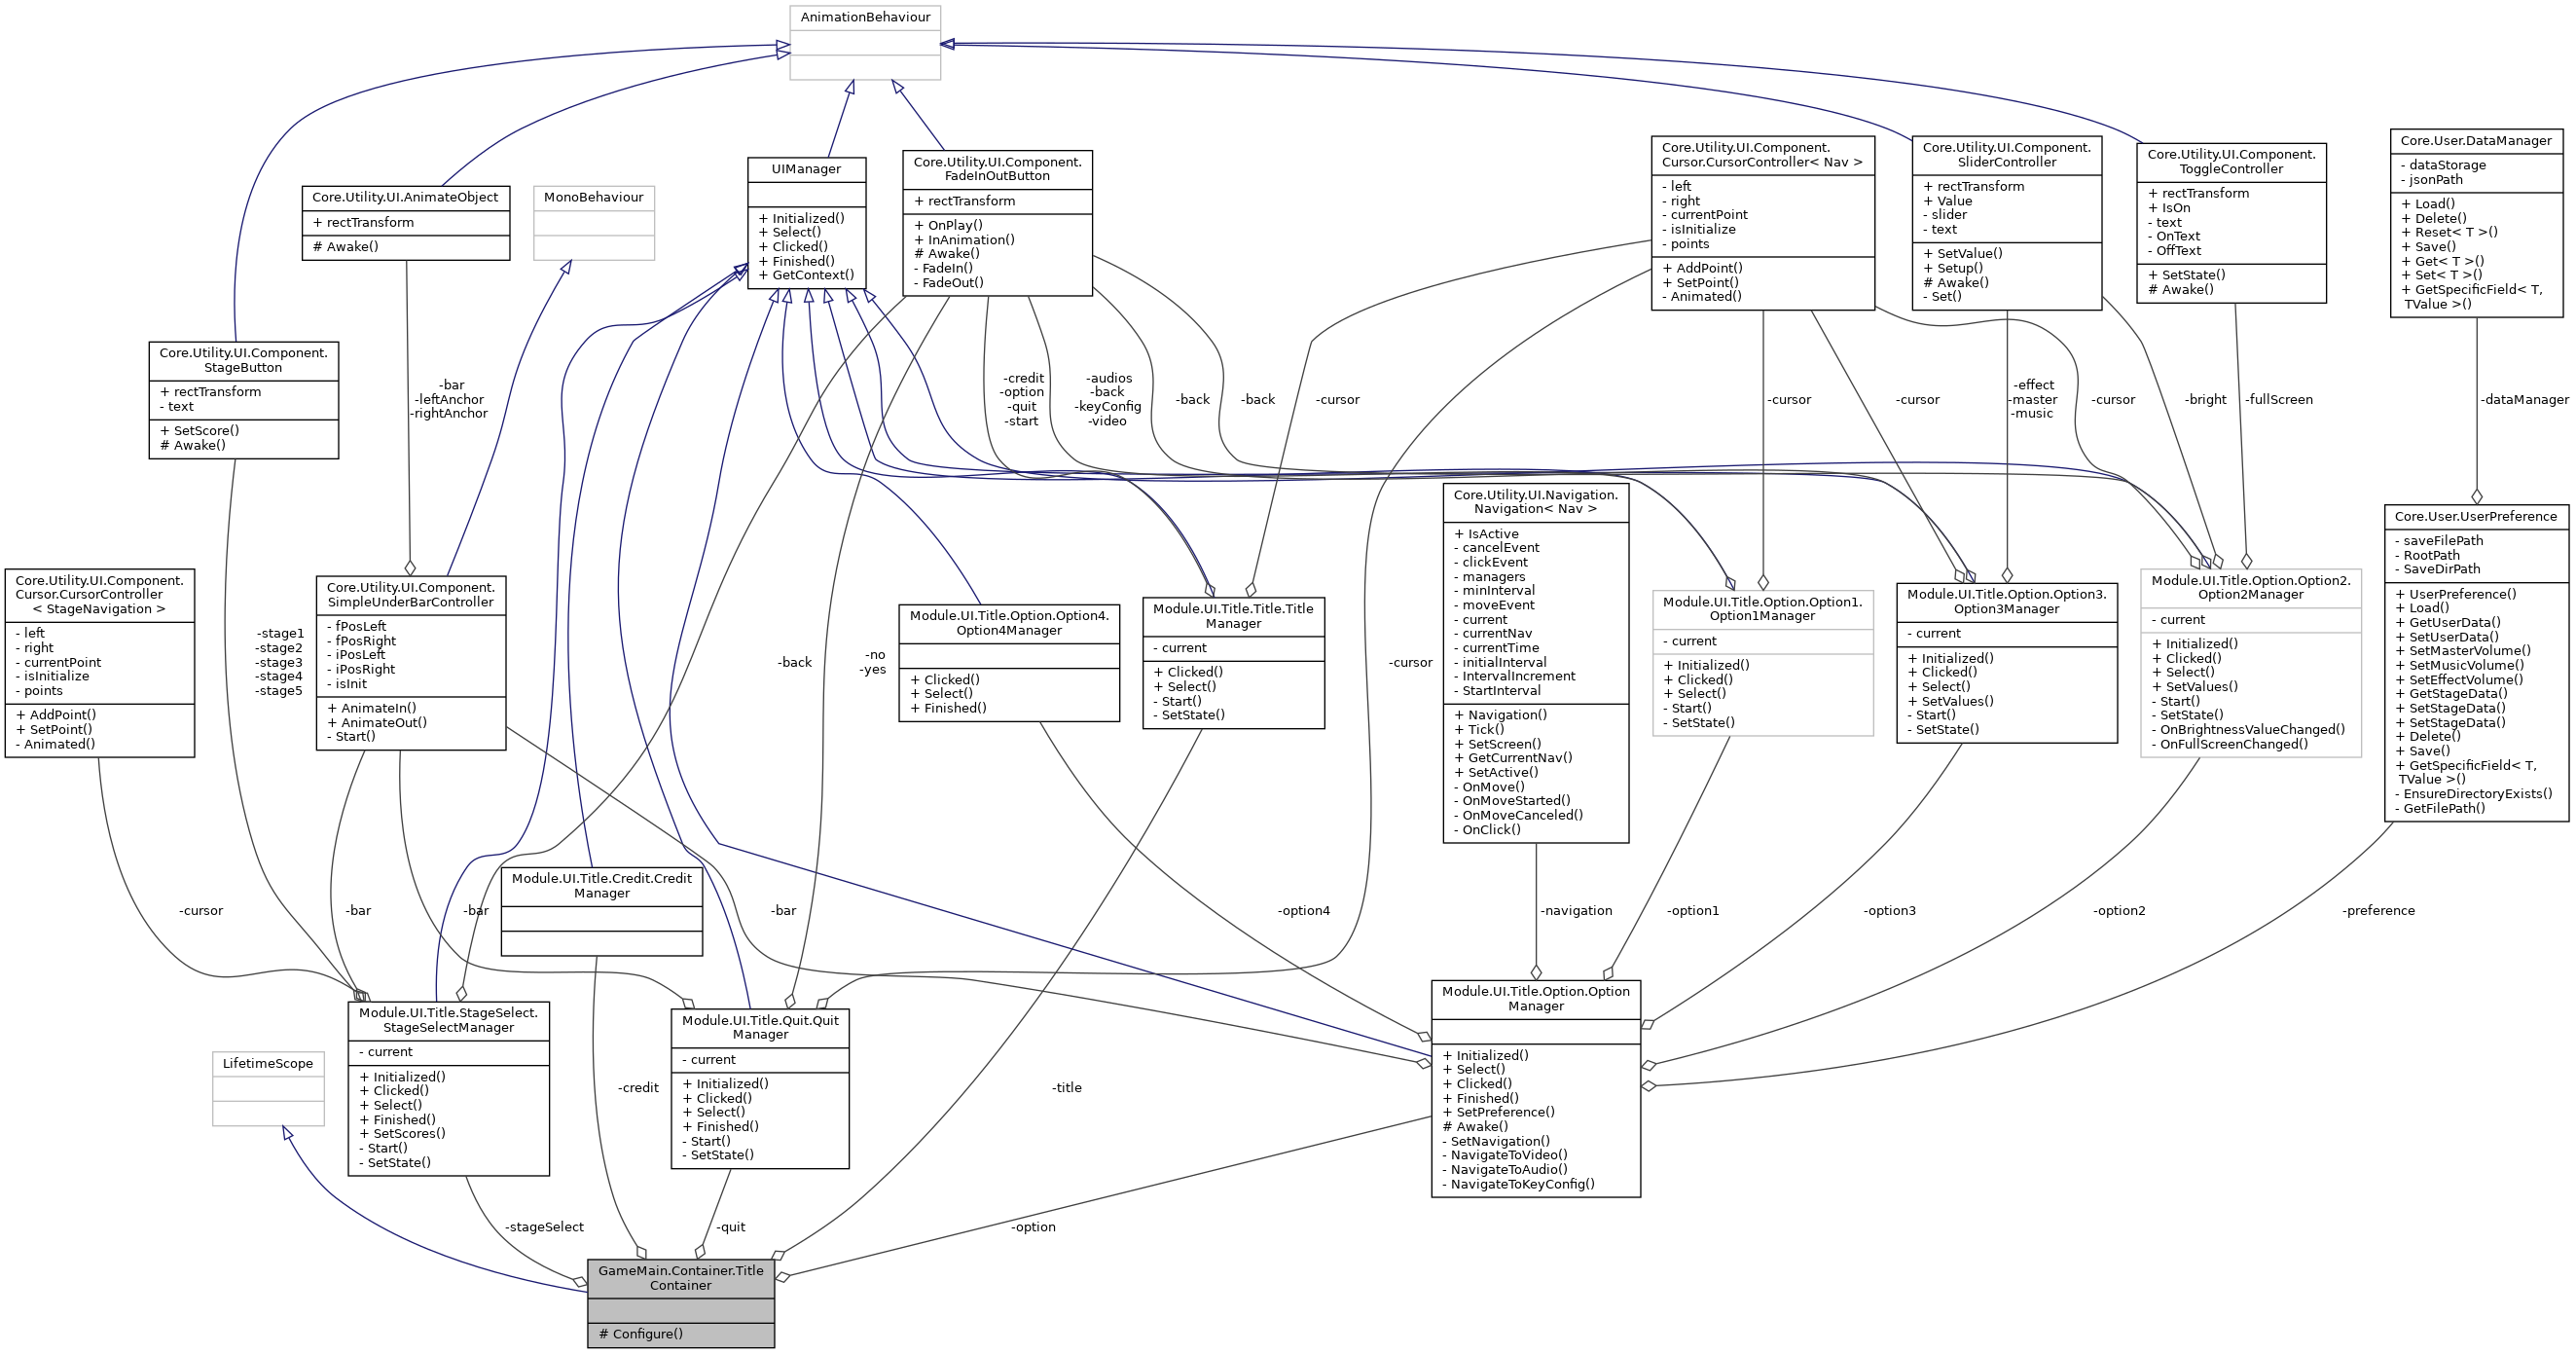 AnimationBehaviour
Core.User.DataManager
- dataStorage
- jsonPath
+ Load()
+ Delete()
+ Reset< T >()
+ Save()
+ Get< T >()
+ Set< T >()
+ GetSpecificField< T,
TValue >()
Core.Utility.UI.Component.
Cursor.CursorController< Nav >
- left
- right
- currentPoint
- isInitialize
- points
+ AddPoint()
+ SetPoint()
- Animated()
Core.Utility.UI.Component.
SliderController
+ rectTransform
+ Value
- slider
- text
+ SetValue()
+ Setup()
# Awake()
- Set()
Core.Utility.UI.Component.
ToggleController
+ rectTransform
+ IsOn
- text
- OnText
- OffText
+ SetState()
# Awake()
Core.Utility.UI.Component.
FadeInOutButton
+ rectTransform
+ OnPlay()
+ InAnimation()
# Awake()
- FadeIn()
- FadeOut()
UIManager
+ Initialized()
+ Select()
+ Clicked()
+ Finished()
+ GetContext()
Core.Utility.UI.AnimateObject
+ rectTransform
# Awake()
MonoBehaviour
Core.Utility.UI.Component.
StageButton
+ rectTransform
- text
+ SetScore()
# Awake()
-bar
-leftAnchor
-rightAnchor
-credit
-option
-quit
-start
-audios
-back
-keyConfig
-video
-back
-back
-cursor
-cursor
-cursor
-effect
-master
-music
-cursor
-bright
-fullScreen
-dataManager
Core.Utility.UI.Navigation.
Navigation< Nav >
+ IsActive
- cancelEvent
- clickEvent
- managers
- minInterval
- moveEvent
- current
- currentNav
- currentTime
- initialInterval
- IntervalIncrement
- StartInterval
+ Navigation()
+ Tick()
+ SetScreen()
+ GetCurrentNav()
+ SetActive()
- OnMove()
- OnMoveStarted()
- OnMoveCanceled()
- OnClick()
Core.User.UserPreference
- saveFilePath
- RootPath
- SaveDirPath
+ UserPreference()
+ Load()
+ GetUserData()
+ SetUserData()
+ SetMasterVolume()
+ SetMusicVolume()
+ SetEffectVolume()
+ GetStageData()
+ SetStageData()
+ SetStageData()
+ Delete()
+ Save()
+ GetSpecificField< T,
TValue >()
- EnsureDirectoryExists()
- GetFilePath()
Core.Utility.UI.Component.
Cursor.CursorController
< StageNavigation >
- left
- right
- currentPoint
- isInitialize
- points
+ AddPoint()
+ SetPoint()
- Animated()
-stage1
-stage2
-stage3
-stage4
-stage5
Core.Utility.UI.Component.
SimpleUnderBarController
- fPosLeft
- fPosRight
- iPosLeft
- iPosRight
- isInit
+ AnimateIn()
+ AnimateOut()
- Start()
-back
-no
-yes
Module.UI.Title.Option.Option4.
Option4Manager
+ Clicked()
+ Select()
+ Finished()
Module.UI.Title.Title.Title
Manager
- current
+ Clicked()
+ Select()
- Start()
- SetState()
-cursor
Module.UI.Title.Option.Option1.
Option1Manager
- current
+ Initialized()
+ Clicked()
+ Select()
- Start()
- SetState()
Module.UI.Title.Option.Option3.
Option3Manager
- current
+ Initialized()
+ Clicked()
+ Select()
+ SetValues()
- Start()
- SetState()
Module.UI.Title.Option.Option2.
Option2Manager
- current
+ Initialized()
+ Clicked()
+ Select()
+ SetValues()
- Start()
- SetState()
- OnBrightnessValueChanged()
- OnFullScreenChanged()
Module.UI.Title.Credit.Credit
Manager
-cursor
-bar
-bar
-bar
-option4
-navigation
-option1
-option3
-option2
-preference
LifetimeScope
Module.UI.Title.StageSelect.
StageSelectManager
- current
+ Initialized()
+ Clicked()
+ Select()
+ Finished()
+ SetScores()
- Start()
- SetState()
Module.UI.Title.Quit.Quit
Manager
- current
+ Initialized()
+ Clicked()
+ Select()
+ Finished()
- Start()
- SetState()
Module.UI.Title.Option.Option
Manager
+ Initialized()
+ Select()
+ Clicked()
+ Finished()
+ SetPreference()
# Awake()
- SetNavigation()
- NavigateToVideo()
- NavigateToAudio()
- NavigateToKeyConfig()
-credit
-title
-stageSelect
-quit
-option
GameMain.Container.Title
Container
# Configure()